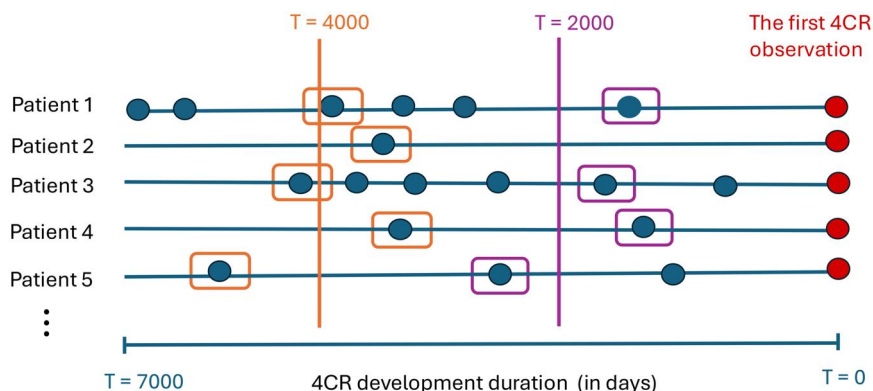 T = 4000
T = 2000
The first 4CR
observation
Patient 1
Patient 2
Patient 3
Patient 4
Patient 5
T = 7000
4CR development duration (in days)
T = 0